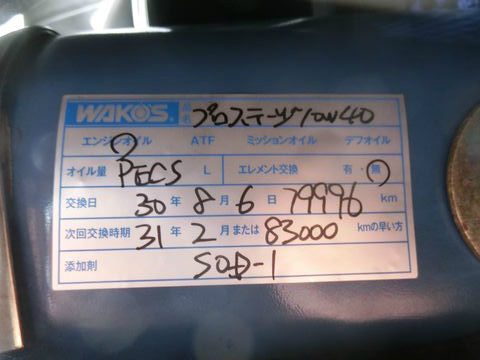 WAKO'S 品名 プロステージ10W40
エンジンオイル ATF ミッションオイル デフオイル
オイル量 PECS L エレメント交換 有・無
交換日 30年 8月 6日 79996 km
次回交換時期 31年 2月または 83000 kmの早い方
添加剤 SOD-1